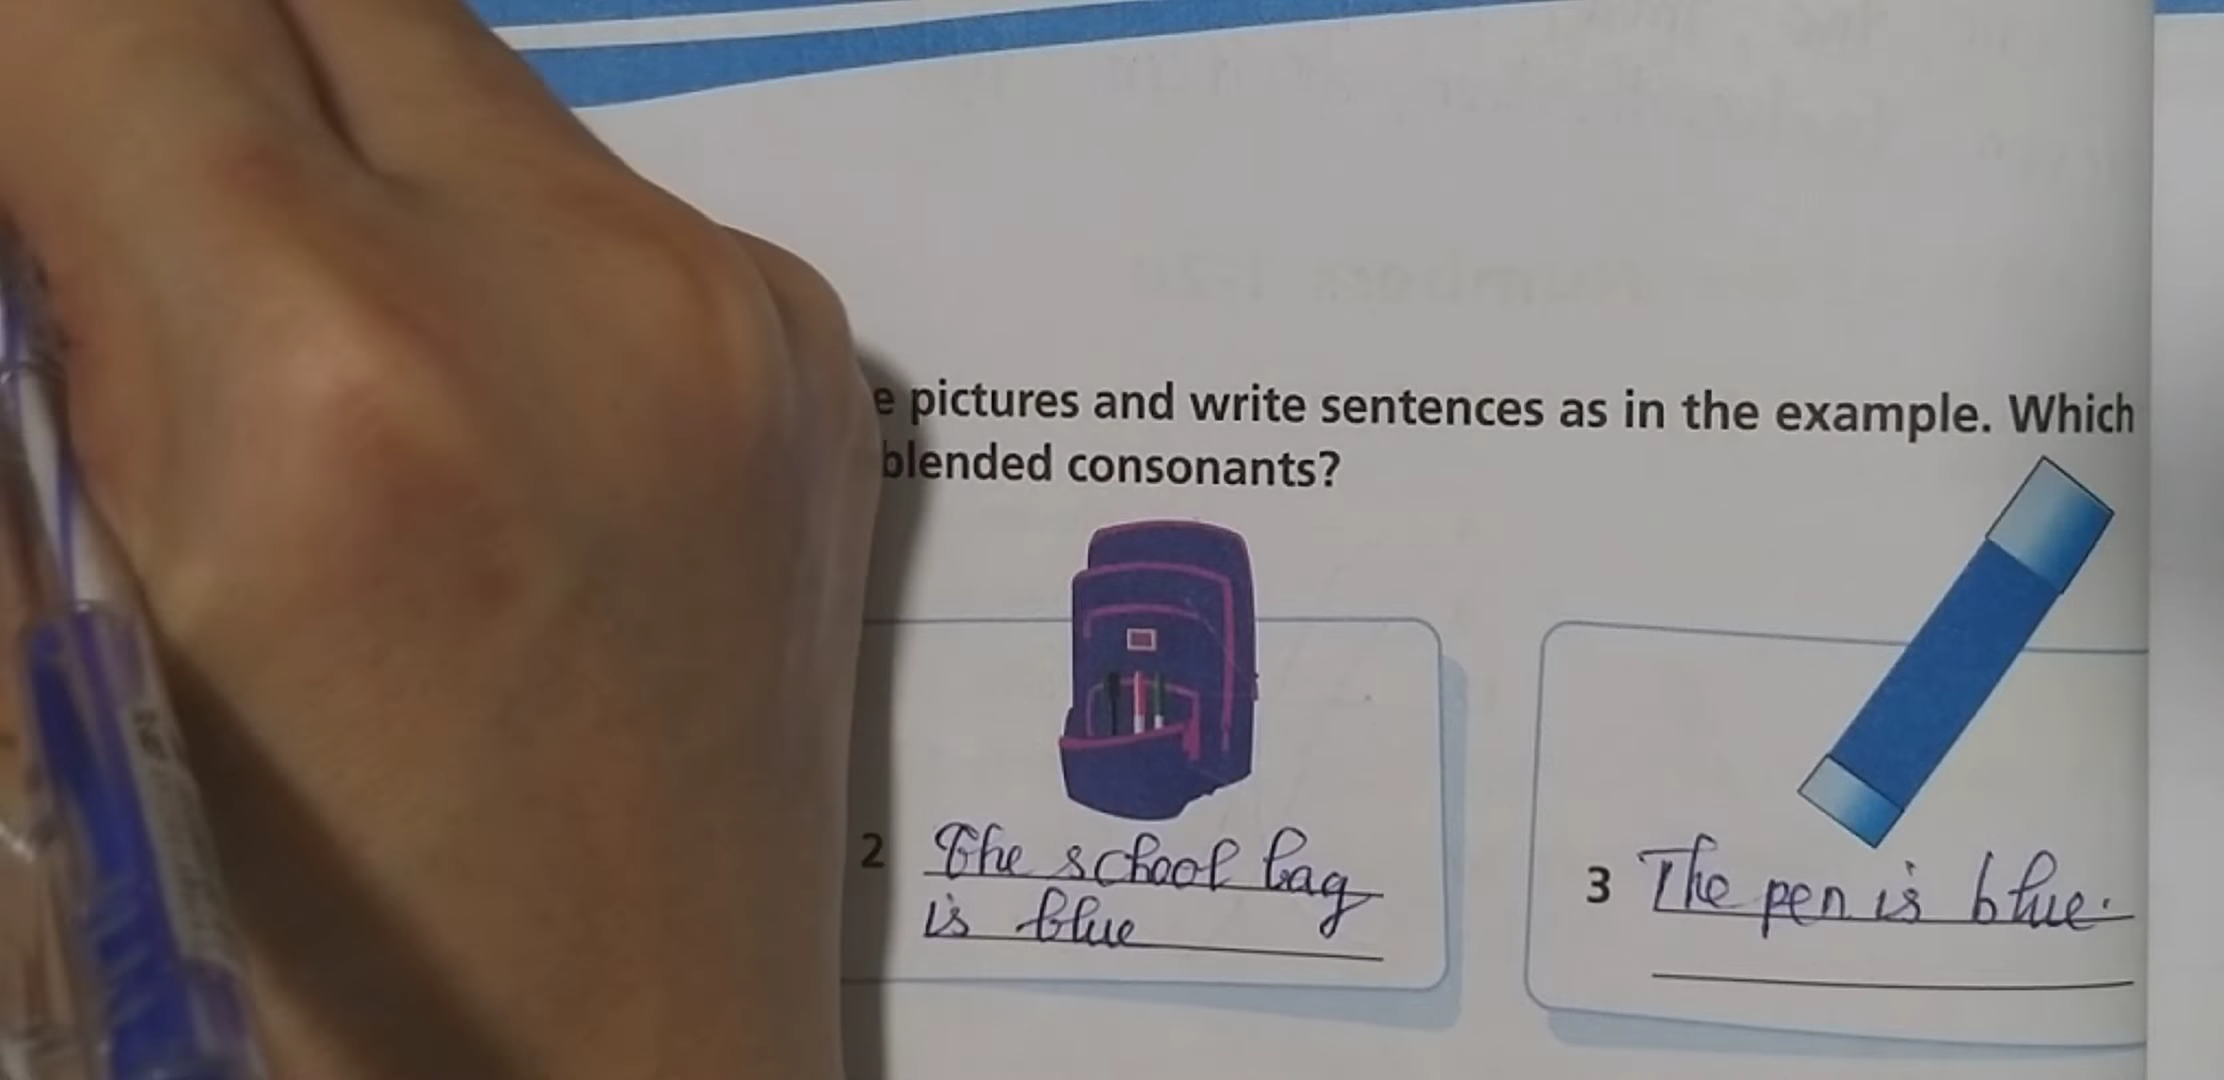 e pictures and write sentences as in the example. Which
blended consonants?
2 The school bag
is blue
3 The pen is blue.